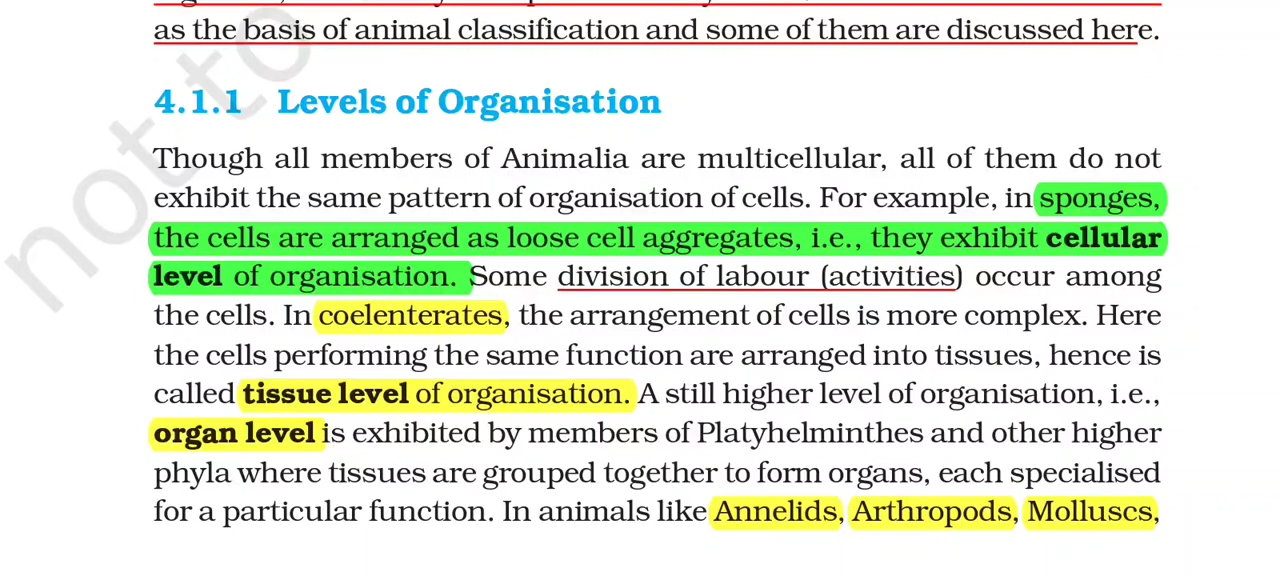 as the basis of animal classification and some of them are discussed here.
4.1.1 Levels of Organisation
Though all members of Animalia are multicellular, all of them do not
exhibit the same pattern of organisation of cells. For example, in sponges,
the cells are arranged as loose cell aggregates, i.e., they exhibit cellular
level of organisation. Some division of labour (activities) occur among
the cells. In coelenterates, the arrangement of cells is more complex. Here
the cells performing the same function are arranged into tissues, hence is
called tissue level of organisation. A still higher level of organisation, i.e.,
organ level is exhibited by members of Platyhelminthes and other higher
phyla where tissues are grouped together to form organs, each specialised
for a particular function. In animals like Annelids, Arthropods, Molluscs,
not to